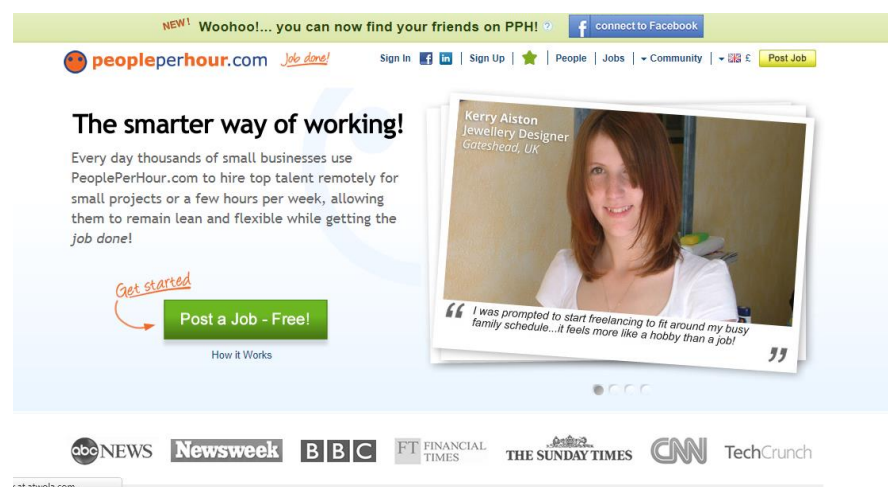 NEW! Woohoo!... you can now find your friends on PPH! ? f connect to Facebook
peopleperhour.com Job done! Sign In f in | Sign Up | | People | Jobs | Community | £ Post Job
The smarter way of working!
Every day thousands of small businesses use
PeoplePerHour.com to hire top talent remotely for
small projects or a few hours per week, allowing
them to remain lean and flexible while getting the
job done!
Get started
Post a Job - Free!
How it Works
Kerry Aiston
Jewellery Designer
Gateshead, UK
“ I was prompted to start freelancing to fit around my busy
family schedule...it feels more like a hobby than a job! ”
abc NEWS Newsweek BBC FT FINANCIAL TIMES THE SUNDAY TIMES CNN TechCrunch